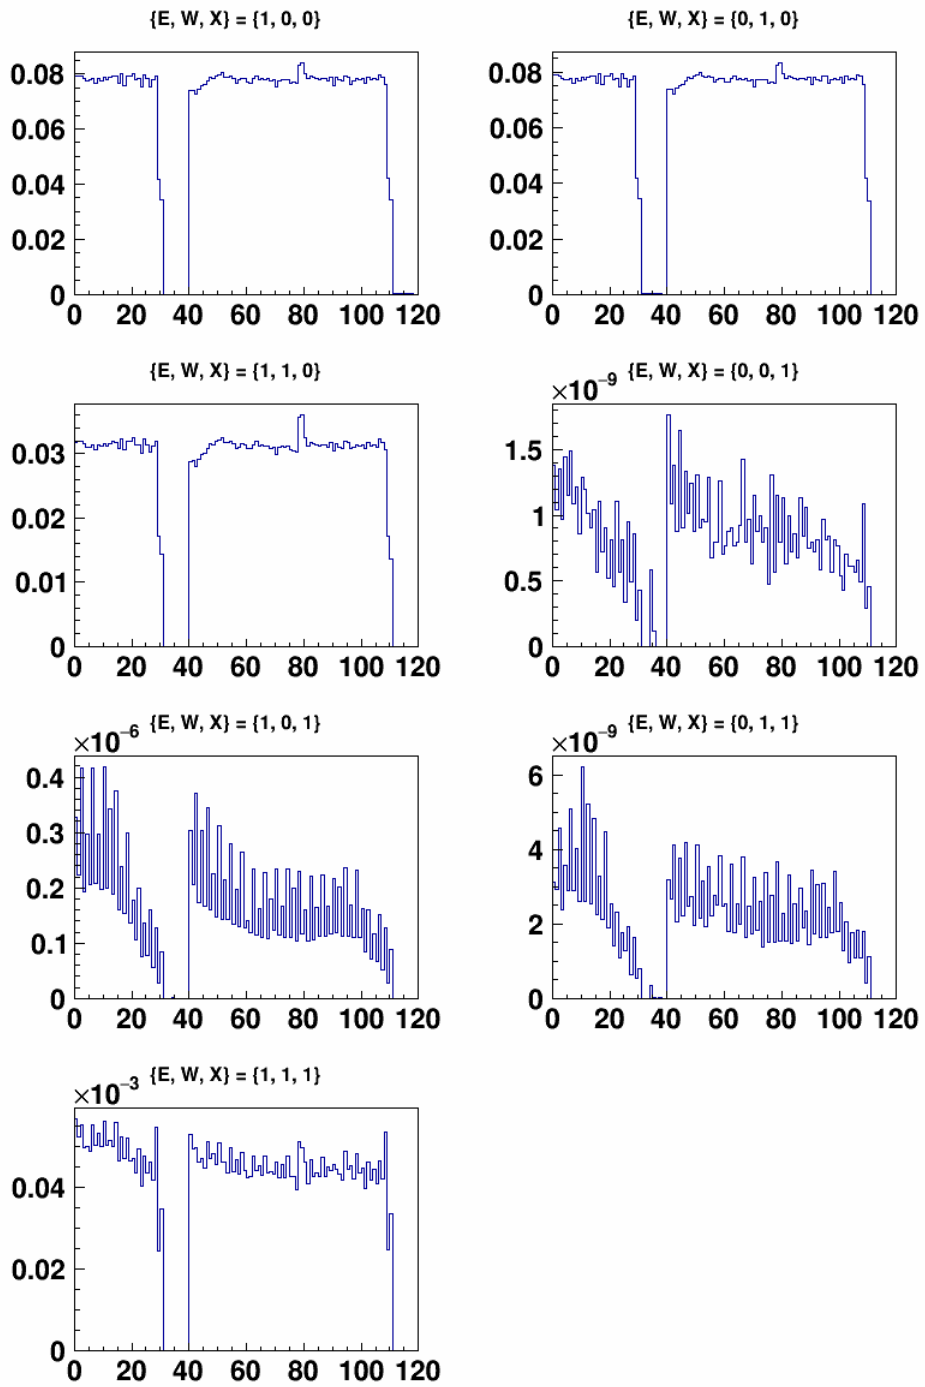 {E, W, X} = {1, 0, 0}
0.08
0.06
0.04
0.02
0
0 20 40 60 80 100 120
{E, W, X} = {0, 1, 0}
0.08
0.06
0.04
0.02
0
0 20 40 60 80 100 120
{E, W, X} = {1, 1, 0}
0.03
0.02
0.01
0
0 20 40 60 80 100 120
{E, W, X} = {0, 0, 1}
×10⁻⁹
1.5
1
0.5
0
0 20 40 60 80 100 120
{E, W, X} = {1, 0, 1}
×10⁻⁶
0.4
0.3
0.2
0.1
0
0 20 40 60 80 100 120
{E, W, X} = {0, 1, 1}
×10⁻⁹
6
4
2
0
0 20 40 60 80 100 120
{E, W, X} = {1, 1, 1}
×10⁻³
0.04
0.02
0
0 20 40 60 80 100 120